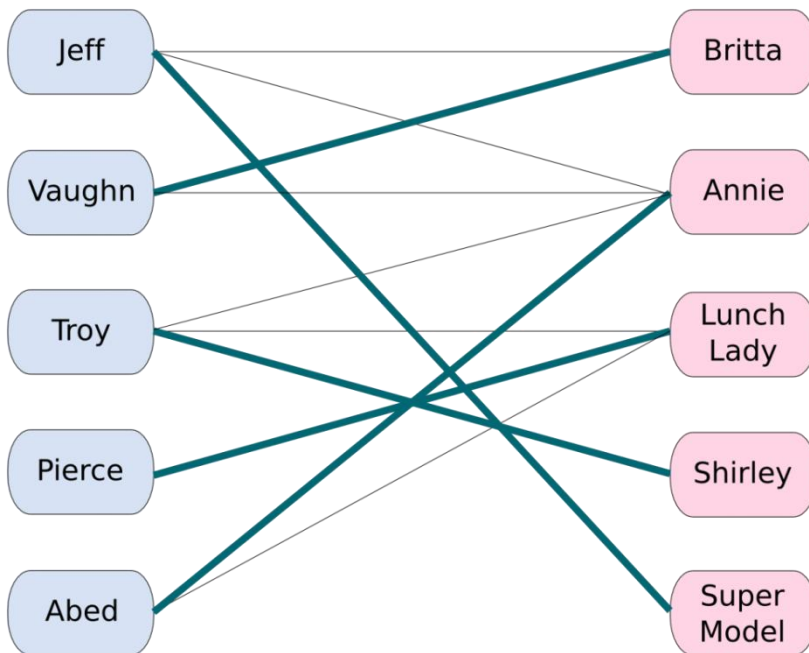 Jeff
Britta
Vaughn
Annie
Troy
Lunch
Lady
Pierce
Shirley
Abed
Super
Model